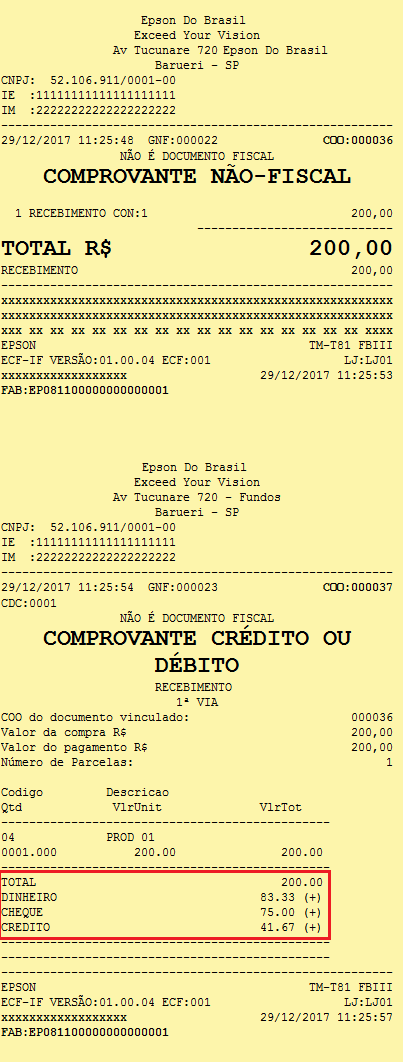 Epson Do Brasil
Exceed Your Vision
Av Tucunare 720 Epson Do Brasil
Barueri - SP
CNPJ: 52.106.911/0001-00
IE :11111111111111111111
IM :22222222222222222222
--------------------------------------------------------
29/12/2017 11:25:48 GNF:000022 COO:000036
NÃO É DOCUMENTO FISCAL
COMPROVANTE NÃO-FISCAL
1 RECEBIMENTO CON:1 200,00
----------------------------
TOTAL R$ 200,00
RECEBIMENTO 200,00
--------------------------------------------------------
xxxxxxxxxxxxxxxxxxxxxxxxxxxxxxxxxxxxxxxxxxxxxxxxxxxxxxxx
xxxxxxxxxxxxxxxxxxxxxxxxxxxxxxxxxxxxxxxxxxxxxxxxxxxxxxxx
xxx xx xx xx xx xx xx xx xx xx xx xx xx xx xx xx xx xxxx
EPSON TM-T81 FBIII
ECF-IF VERSÃO:01.00.04 ECF:001 LJ:LJ01
xxxxxxxxxxxxxxxxxx 29/12/2017 11:25:53
FAB:EP081100000000000001
Epson Do Brasil
Exceed Your Vision
Av Tucunare 720 - Fundos
Barueri - SP
CNPJ: 52.106.911/0001-00
IE :11111111111111111111
IM :22222222222222222222
--------------------------------------------------------
29/12/2017 11:25:54 GNF:000023 COO:000037
CDC:0001
NÃO É DOCUMENTO FISCAL
COMPROVANTE CRÉDITO OU
DÉBITO
RECEBIMENTO
1ª VIA
COO do documento vinculado: 000036
Valor da compra R$ 200,00
Valor do pagamento R$ 200,00
Número de Parcelas: 1
Codigo Descricao
Qtd VlrUnit VlrTot
-----------------------------------------------
04 PROD 01
0001.000 200.00 200.00
-----------------------------------------------
TOTAL 200.00
DINHEIRO 83.33 (+)
CHEQUE 75.00 (+)
CREDITO 41.67 (+)
-----------------------------------------------
-----------------------------------------------
--------------------------------------------------------
EPSON TM-T81 FBIII
ECF-IF VERSÃO:01.00.04 ECF:001 LJ:LJ01
xxxxxxxxxxxxxxxxxx 29/12/2017 11:25:57
FAB:EP081100000000000001